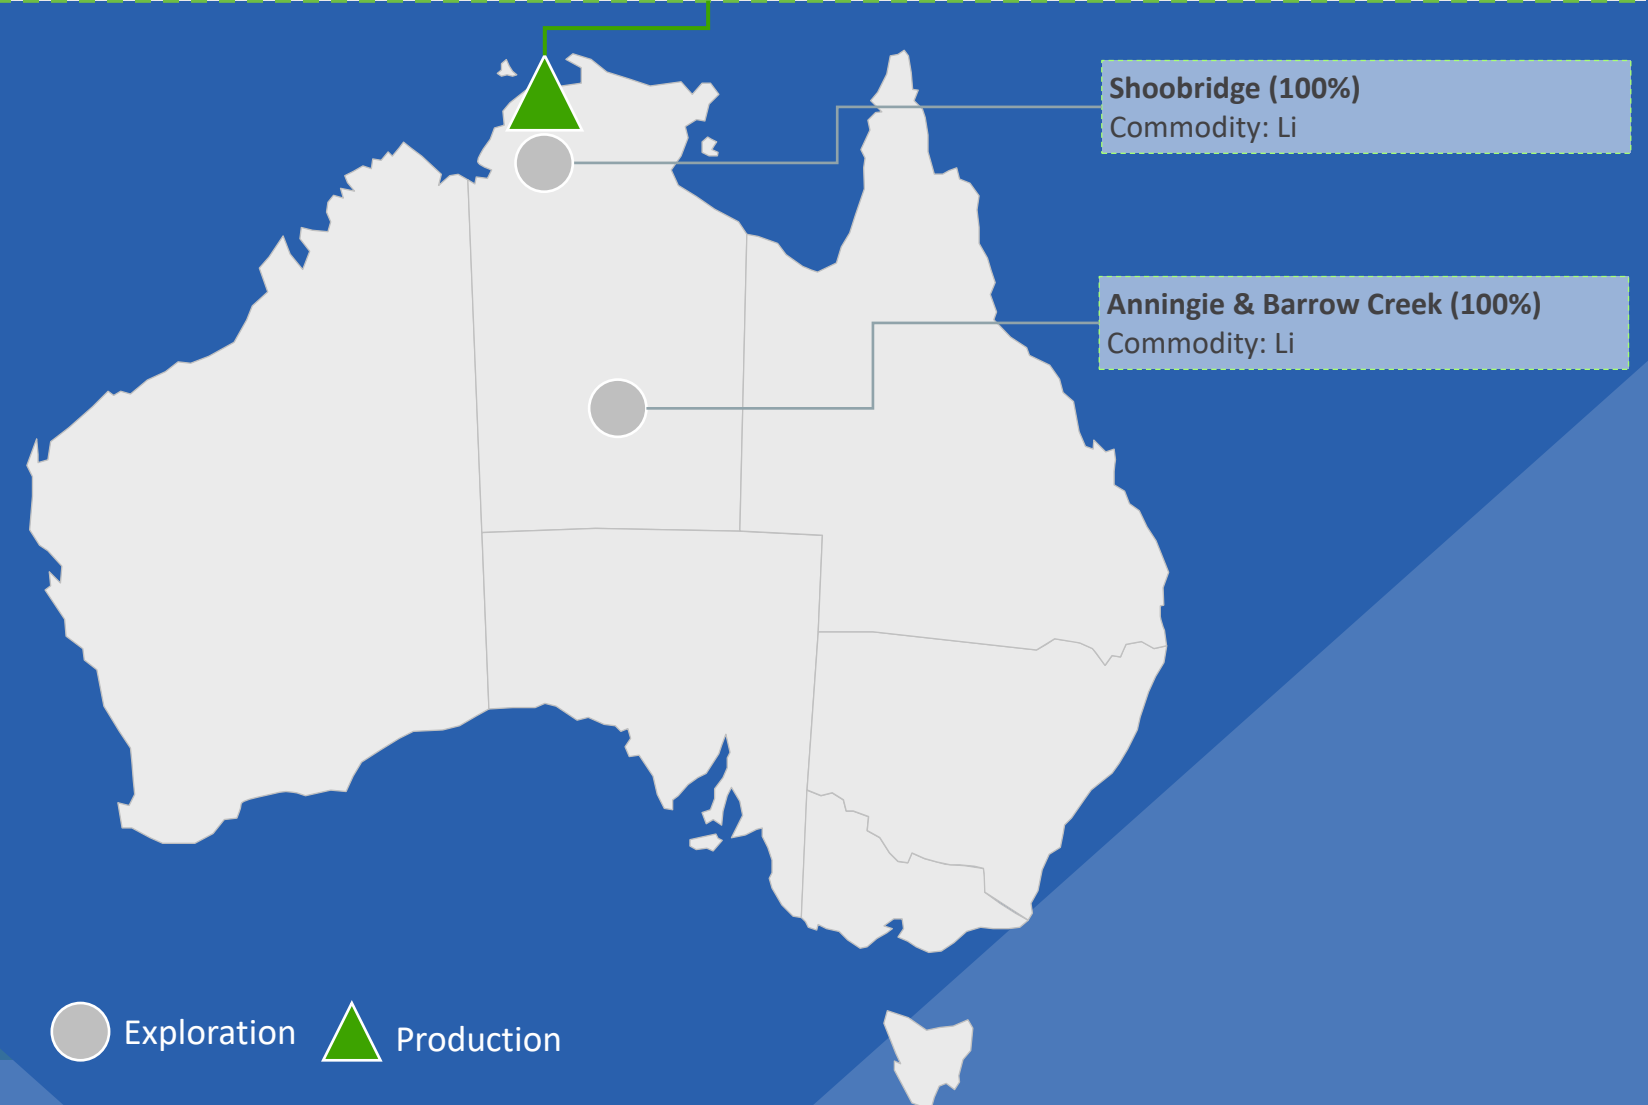 Shoobridge (100%)
Commodity: Li
Anningie & Barrow Creek (100%)
Commodity: Li
Exploration
Production